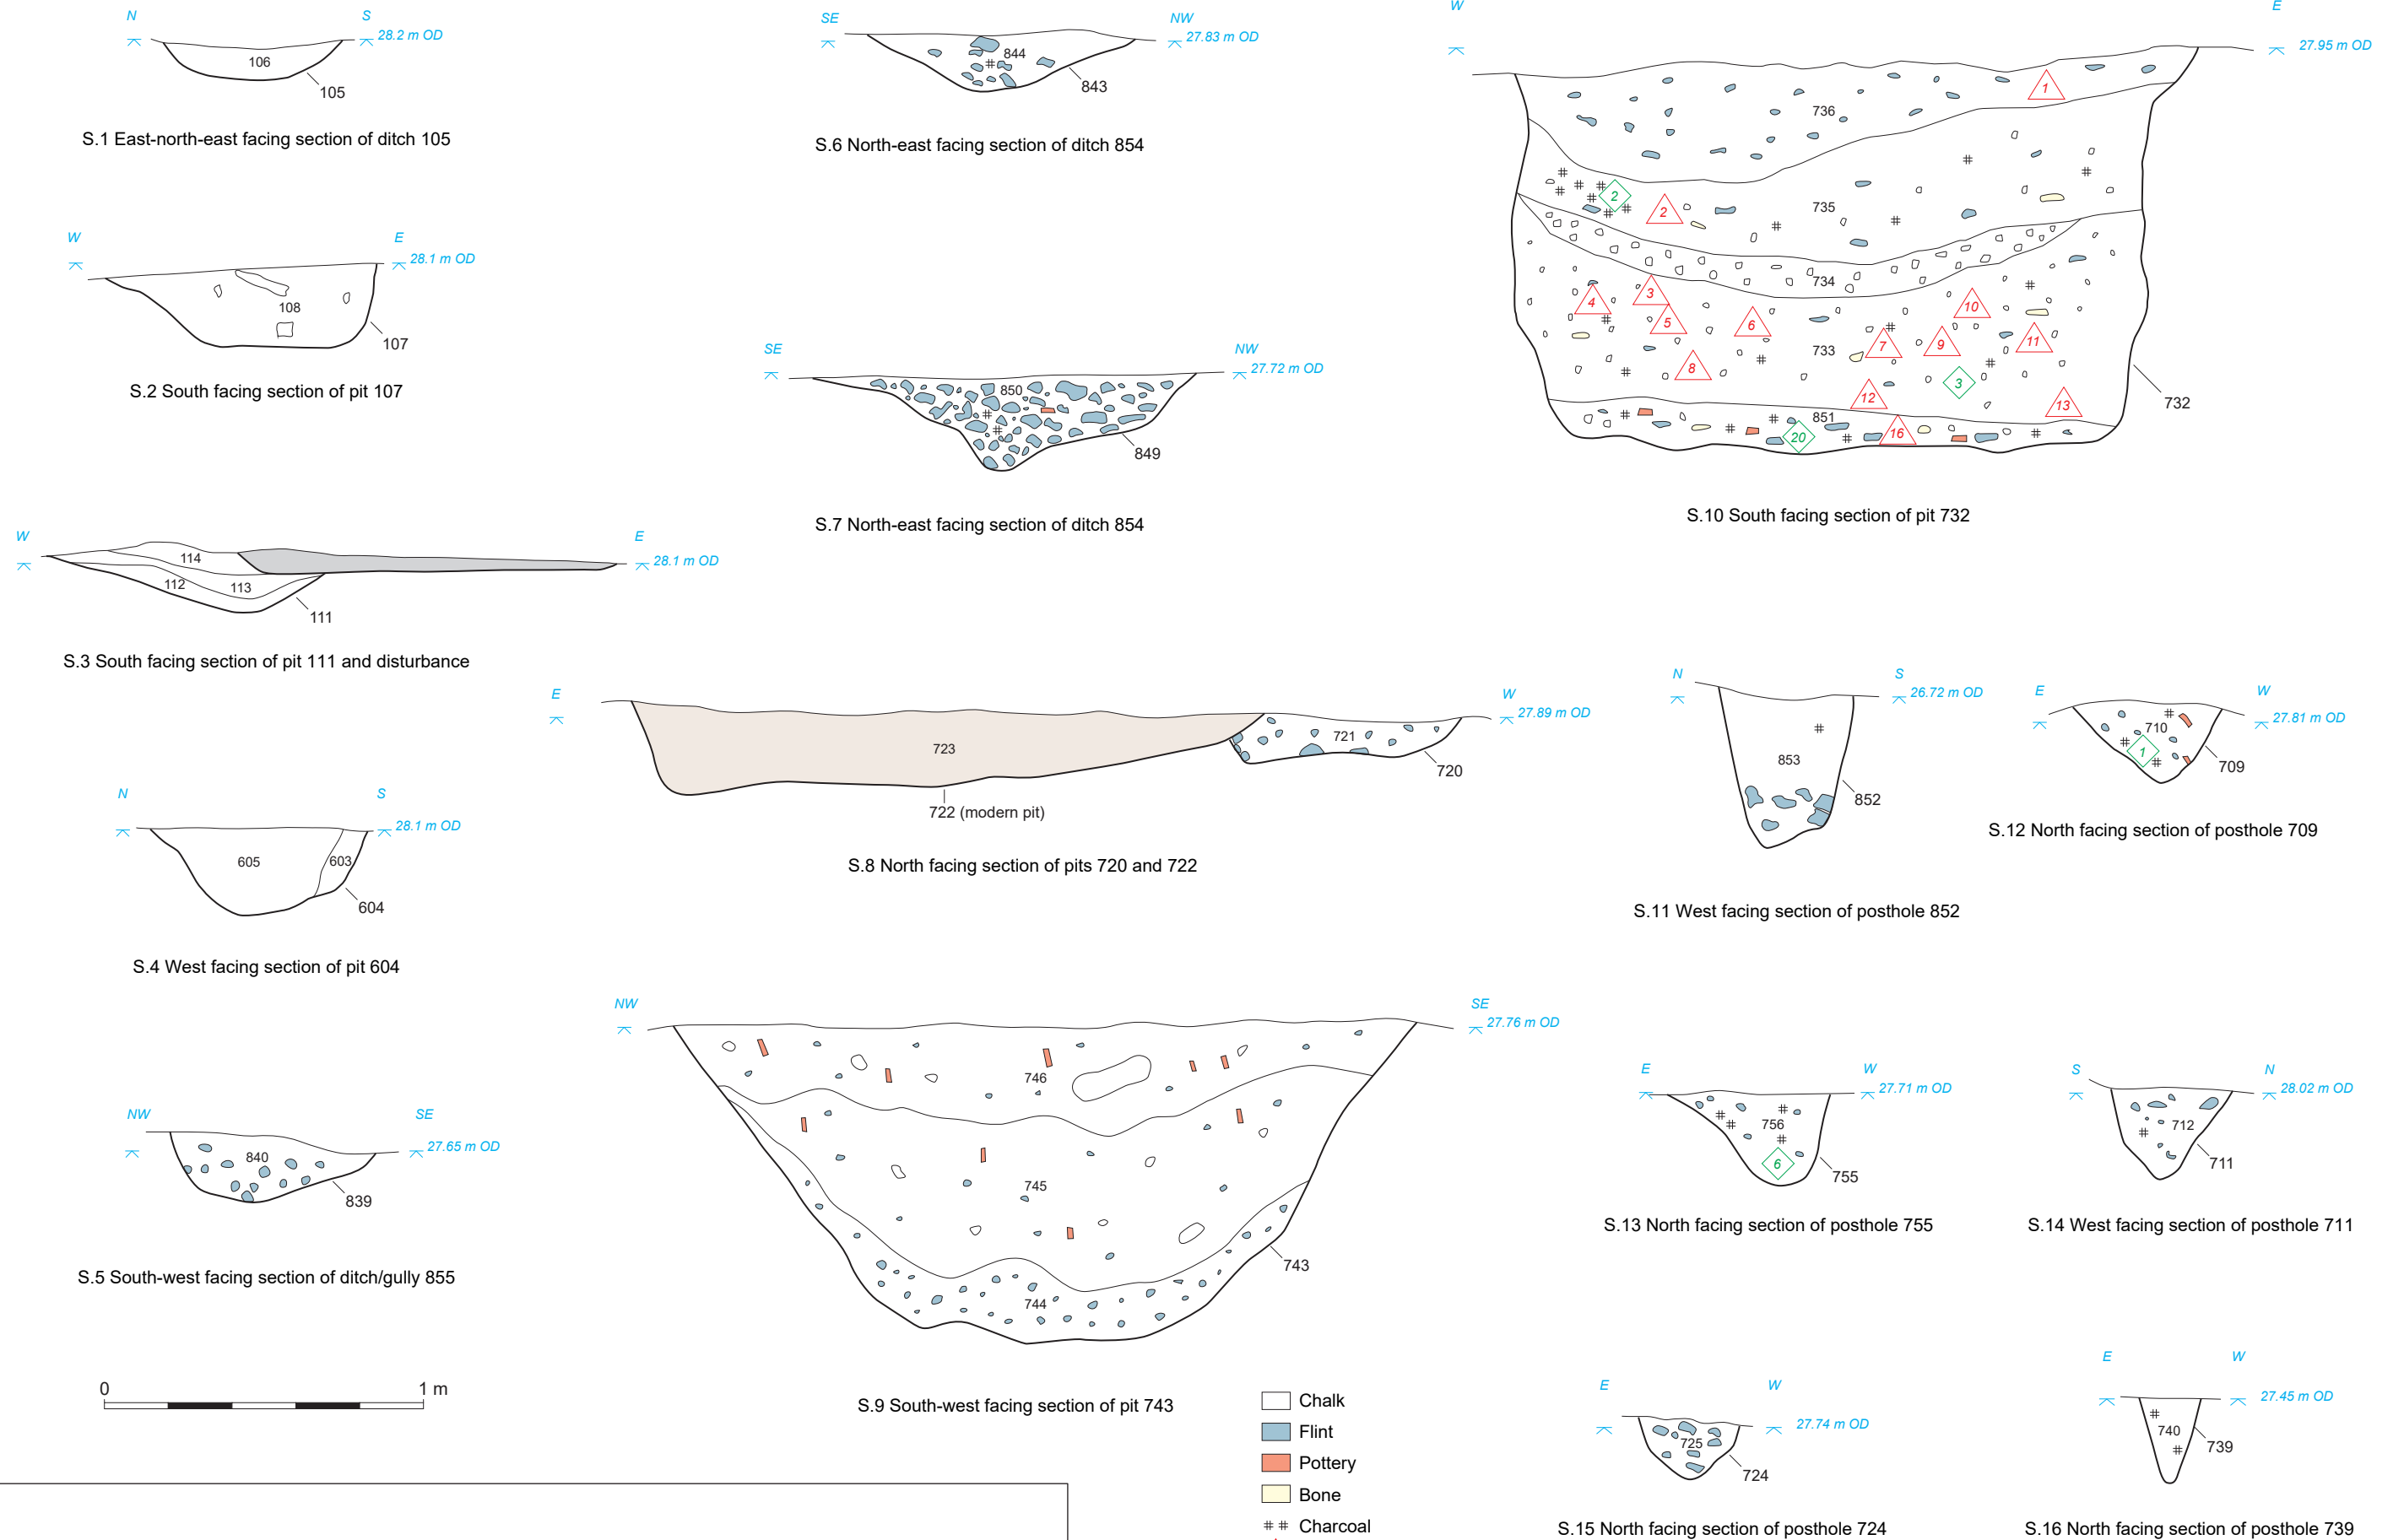 N
S
28.2 m OD
106
105
S.1 East-north-east facing section of ditch 105
W
E
28.1 m OD
108
107
S.2 South facing section of pit 107
W
E
28.1 m OD
114
112
113
111
S.3 South facing section of pit 111 and disturbance
N
S
28.1 m OD
605
603
604
S.4 West facing section of pit 604
NW
SE
27.65 m OD
840
839
S.5 South-west facing section of ditch/gully 855
SE
NW
27.83 m OD
844
843
S.6 North-east facing section of ditch 854
SE
NW
27.72 m OD
850
849
S.7 North-east facing section of ditch 854
E
W
27.89 m OD
723
721
720
722 (modern pit)
S.8 North facing section of pits 720 and 722
NW
SE
27.76 m OD
746
745
744
743
S.9 South-west facing section of pit 743
W
E
27.95 m OD
1
736
2
2
735
734
3
4
5
6
10
7
9
11
733
8
3
12
13
851
20
16
732
S.10 South facing section of pit 732
N
S
26.72 m OD
853
852
S.11 West facing section of posthole 852
E
W
27.81 m OD
710
1
709
S.12 North facing section of posthole 709
E
W
27.71 m OD
756
6
755
S.13 North facing section of posthole 755
S
N
28.02 m OD
712
711
S.14 West facing section of posthole 711
E
W
27.74 m OD
725
724
S.15 North facing section of posthole 724
E
W
27.45 m OD
740
739
S.16 North facing section of posthole 739
0 1 m
Chalk
Flint
Pottery
Bone
Charcoal